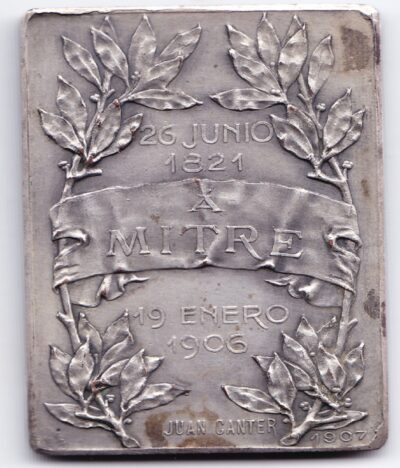 26 JUNIO
1821
A
MITRE
19 ENERO
1906
JUAN CANTER
1907